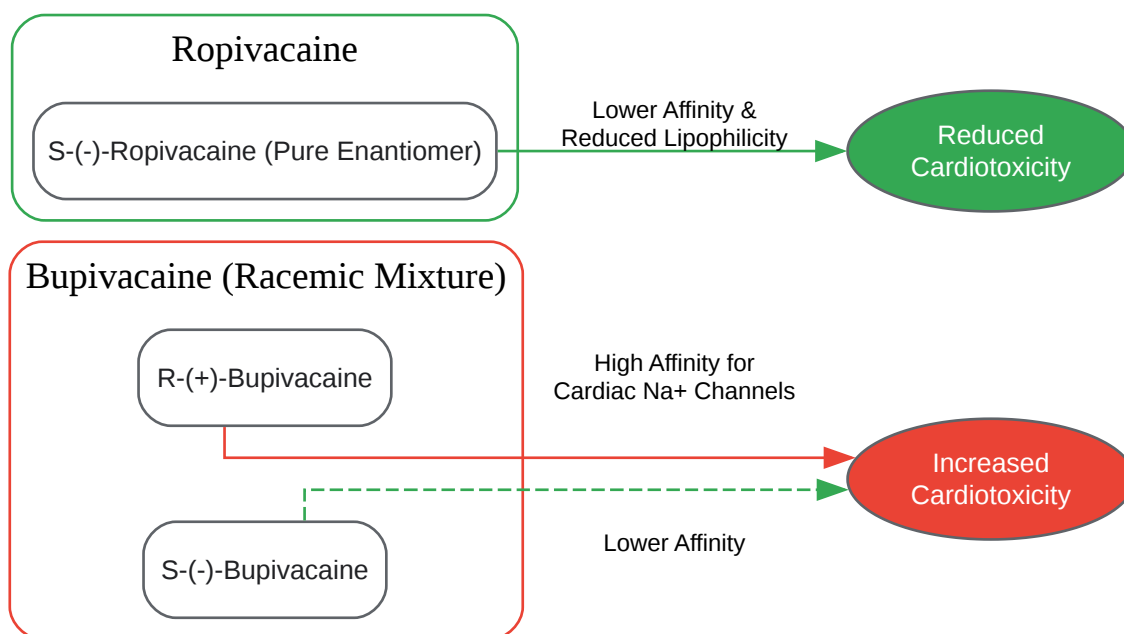 Ropivacaine
S-(-)-Ropivacaine (Pure Enantiomer)
Lower Affinity &
Reduced Lipophilicity
Reduced
Cardiotoxicity
Bupivacaine (Racemic Mixture)
R-(+)-Bupivacaine
High Affinity for
Cardiac Na+ Channels
Increased
Cardiotoxicity
S-(-)-Bupivacaine
Lower Affinity